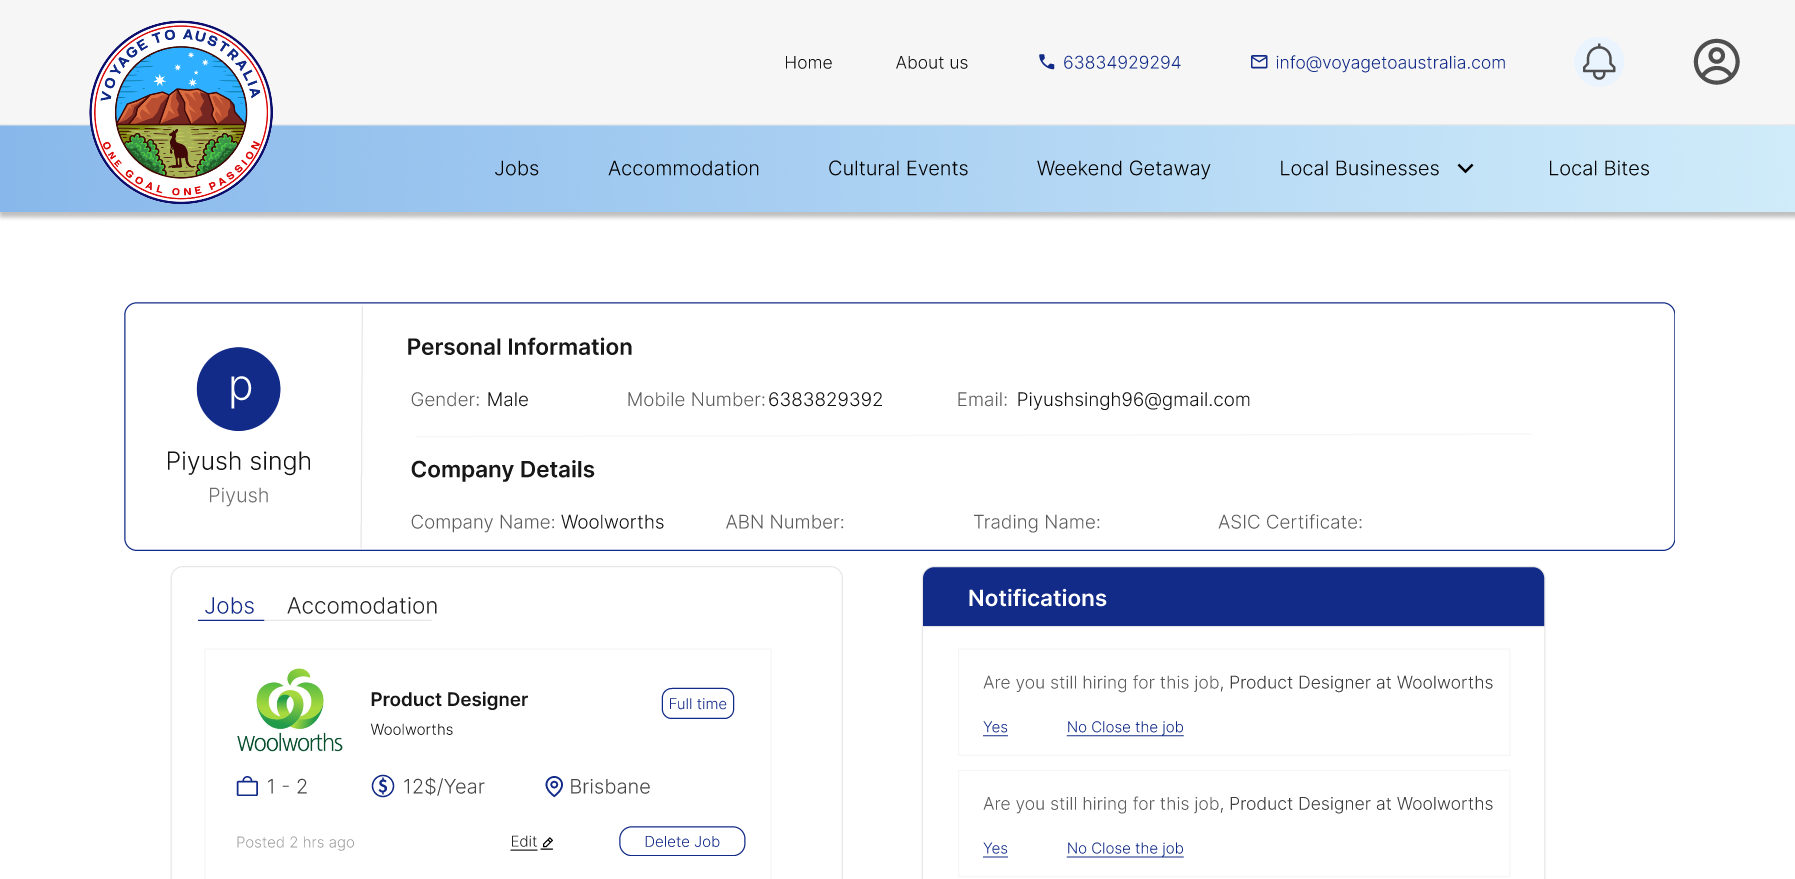 VOYAGE TO AUSTRALIA
ONE GOAL ONE PASSION
Home About us 63834929294 info@voyagetoaustralia.com
Jobs Accommodation Cultural Events Weekend Getaway Local Businesses Local Bites
p
Piyush singh
Piyush
Personal Information
Gender: Male Mobile Number: 6383829392 Email: Piyushsingh96@gmail.com
Company Details
Company Name: Woolworths ABN Number: Trading Name: ASIC Certificate:
Jobs Accomodation
Woolworths
Product Designer
Woolworths
Full time
1 - 2 12$/Year Brisbane
Posted 2 hrs ago Edit Delete Job
Notifications
Are you still hiring for this job, Product Designer at Woolworths
Yes No Close the job
Are you still hiring for this job, Product Designer at Woolworths
Yes No Close the job